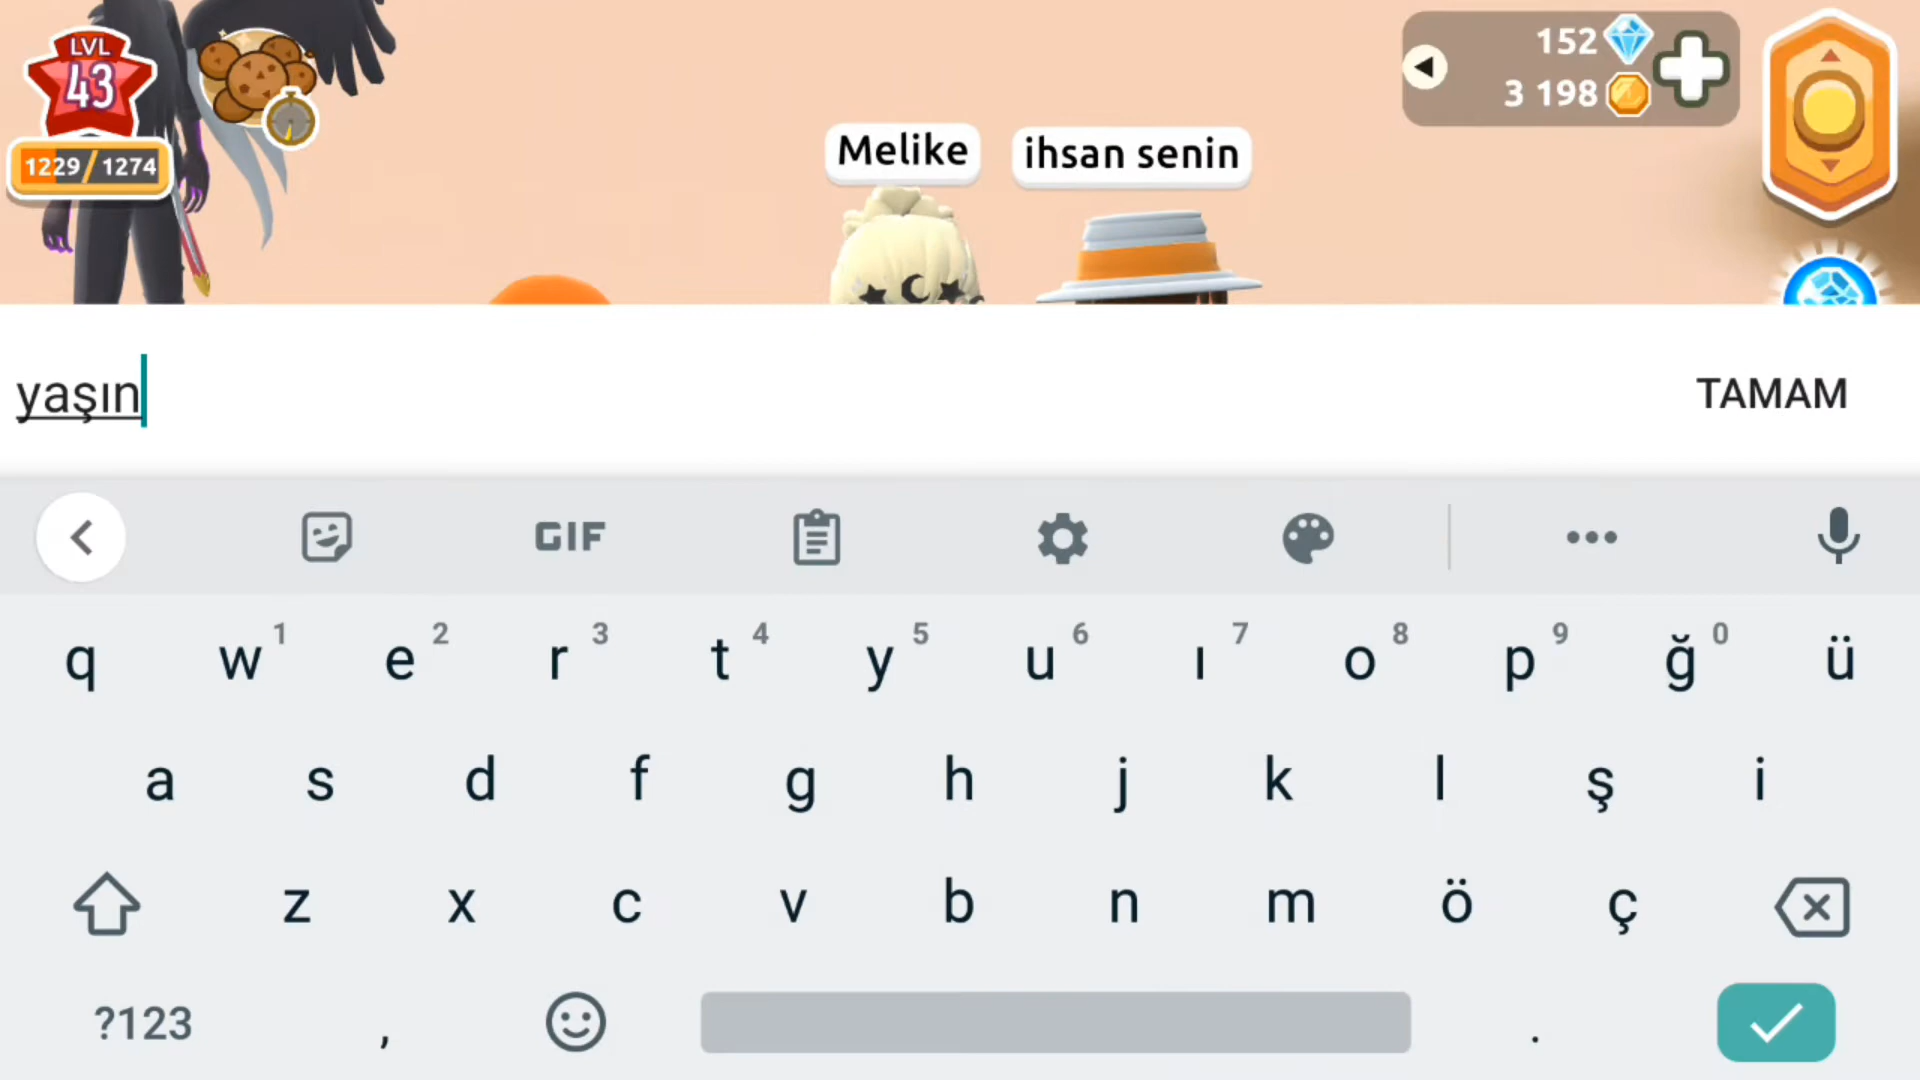 LVL
43
1229/1274
152
3 198
Melike
ihsan senin
yaşın
TAMAM
GIF
1 2 3 4 5 6 7 8 9 0
q w e r t y u ı o p ğ ü
a s d f g h j k l ş i
z x c v b n m ö ç
?123 , .